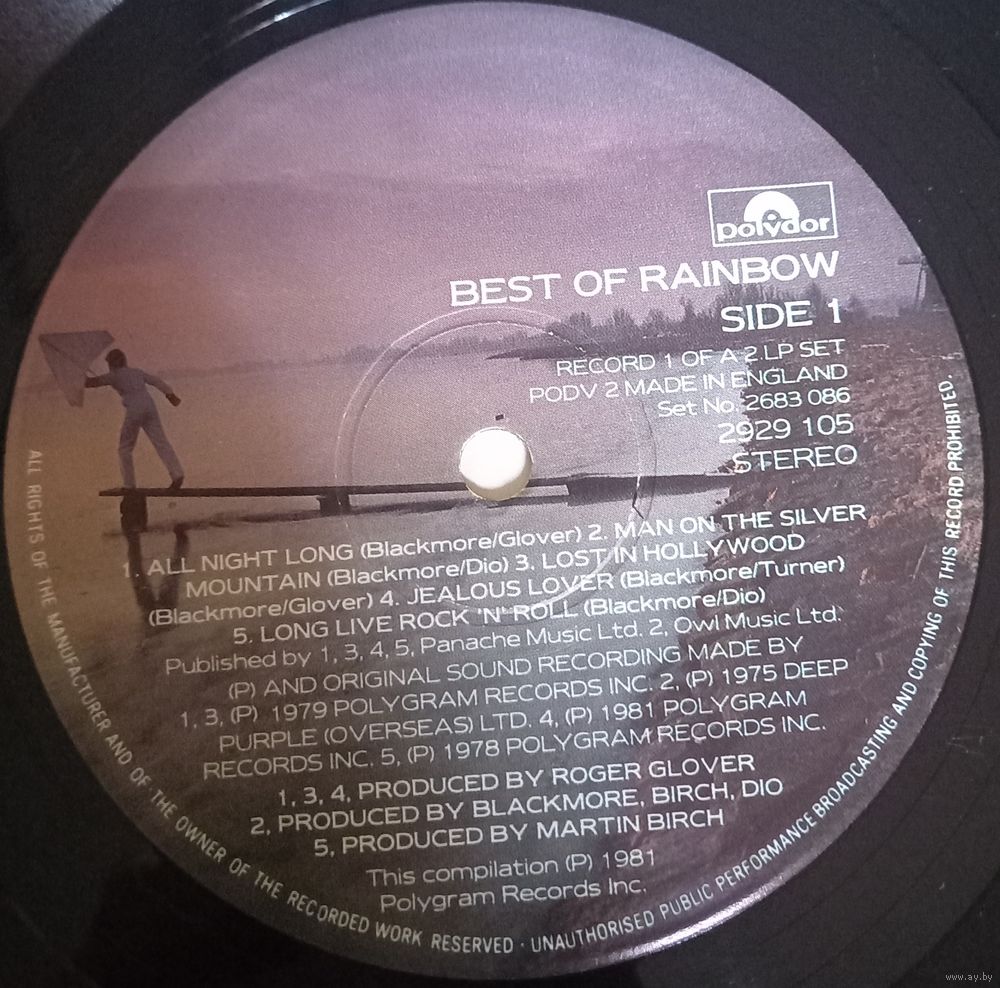 polydor
BEST OF RAINBOW
SIDE 1
RECORD 1 OF A 2 LP SET
PODV 2 MADE IN ENGLAND
Set No. 2683 086
2929 105
STEREO
1. ALL NIGHT LONG (Blackmore/Glover) 2. MAN ON THE SILVER
MOUNTAIN (Blackmore/Dio) 3. LOST IN HOLLYWOOD
(Blackmore/Glover) 4. JEALOUS LOVER (Blackmore/Turner)
5. LONG LIVE ROCK 'N' ROLL (Blackmore/Dio)
Published by 1, 3, 4, 5, Panache Music Ltd. 2, Owl Music Ltd.
(P) AND ORIGINAL SOUND RECORDING MADE BY
1, 3, (P) 1979 POLYGRAM RECORDS INC. 2, (P) 1975 DEEP
PURPLE (OVERSEAS) LTD. 4, (P) 1981 POLYGRAM
RECORDS INC. 5, (P) 1978 POLYGRAM RECORDS INC.
1, 3, 4, PRODUCED BY ROGER GLOVER
2, PRODUCED BY BLACKMORE, BIRCH, DIO
5, PRODUCED BY MARTIN BIRCH
This compilation (P) 1981
Polygram Records Inc.
ALL RIGHTS OF THE MANUFACTURER AND OF THE OWNER OF THE RECORDED WORK RESERVED · UNAUTHORISED PUBLIC PERFORMANCE BROADCASTING AND COPYING OF THIS RECORD PROHIBITED.
www.ay.by